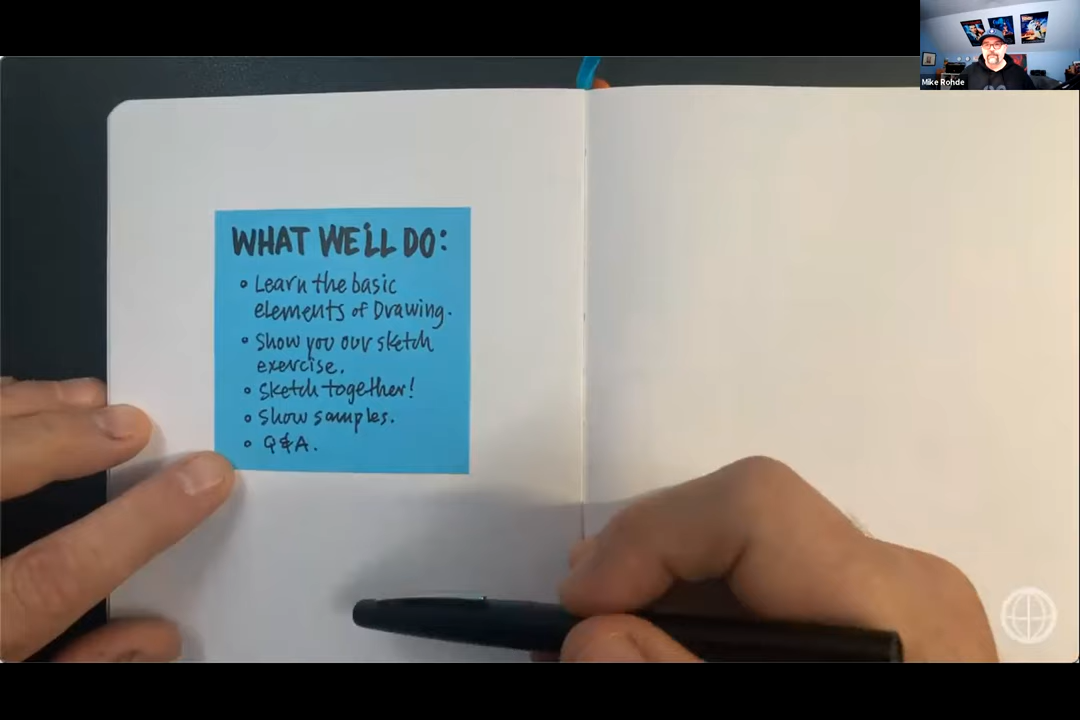 Mike Rohde
WHAT WE'LL DO:
• Learn the basic
elements of Drawing.
• Show you our sketch
exercise.
• Sketch together!
• Show samples.
• Q&A.